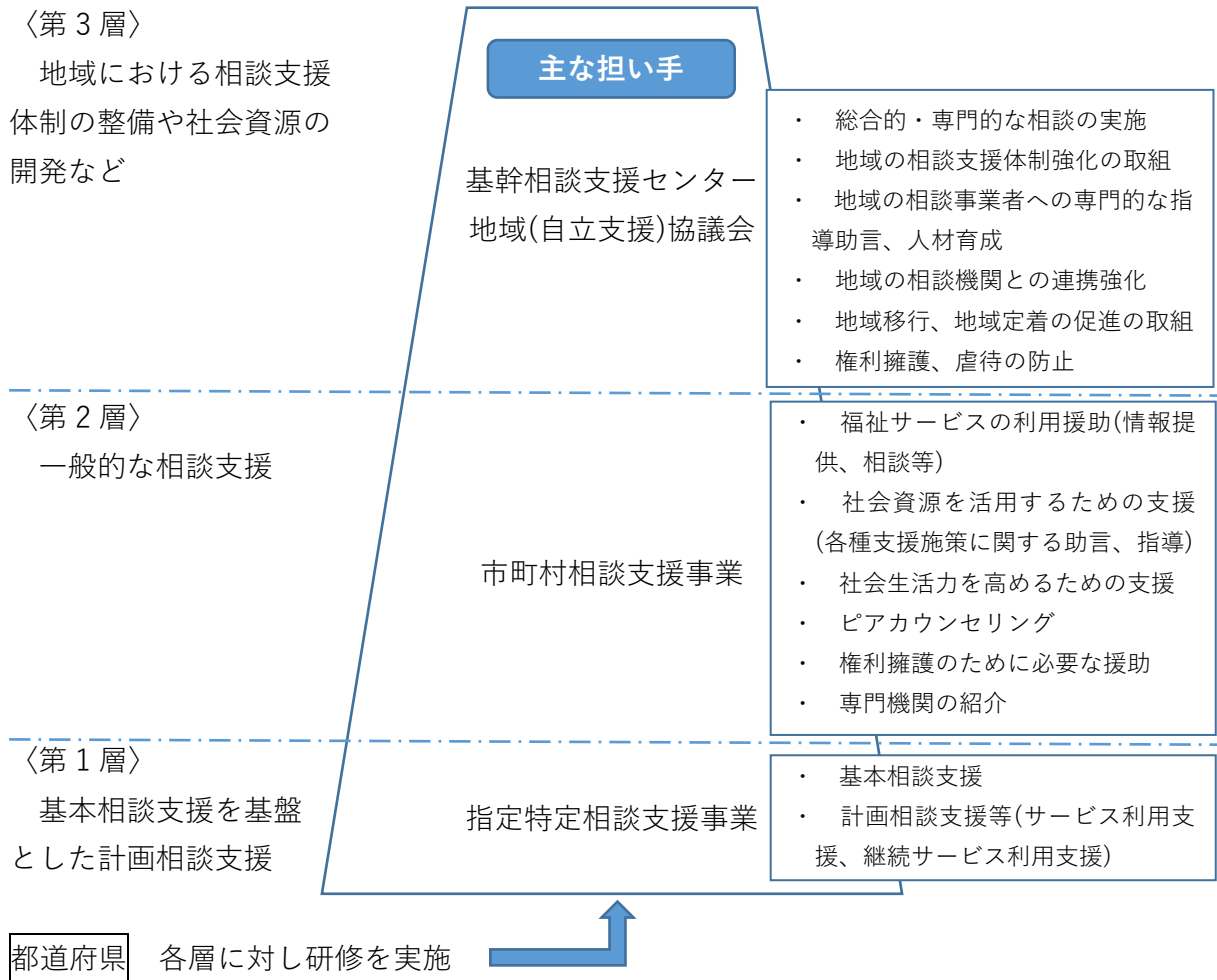 〈第３層〉
地域における相談支援
体制の整備や社会資源の
開発など
主な担い手
基幹相談支援センター
地域(自立支援)協議会
・　総合的・専門的な相談の実施
・　地域の相談支援体制強化の取組
・　地域の相談事業者への専門的な指
導助言、人材育成
・　地域の相談機関との連携強化
・　地域移行、地域定着の促進の取組
・　権利擁護、虐待の防止
〈第２層〉
一般的な相談支援
市町村相談支援事業
・　福祉サービスの利用援助(情報提
供、相談等)
・　社会資源を活用するための支援
(各種支援施策に関する助言、指導)
・　社会生活力を高めるための支援
・　ピアカウンセリング
・　権利擁護のために必要な援助
・　専門機関の紹介
〈第１層〉
基本相談支援を基盤
とした計画相談支援
指定特定相談支援事業
・　基本相談支援
・　計画相談支援等(サービス利用支
援、継続サービス利用支援)
都道府県　各層に対し研修を実施